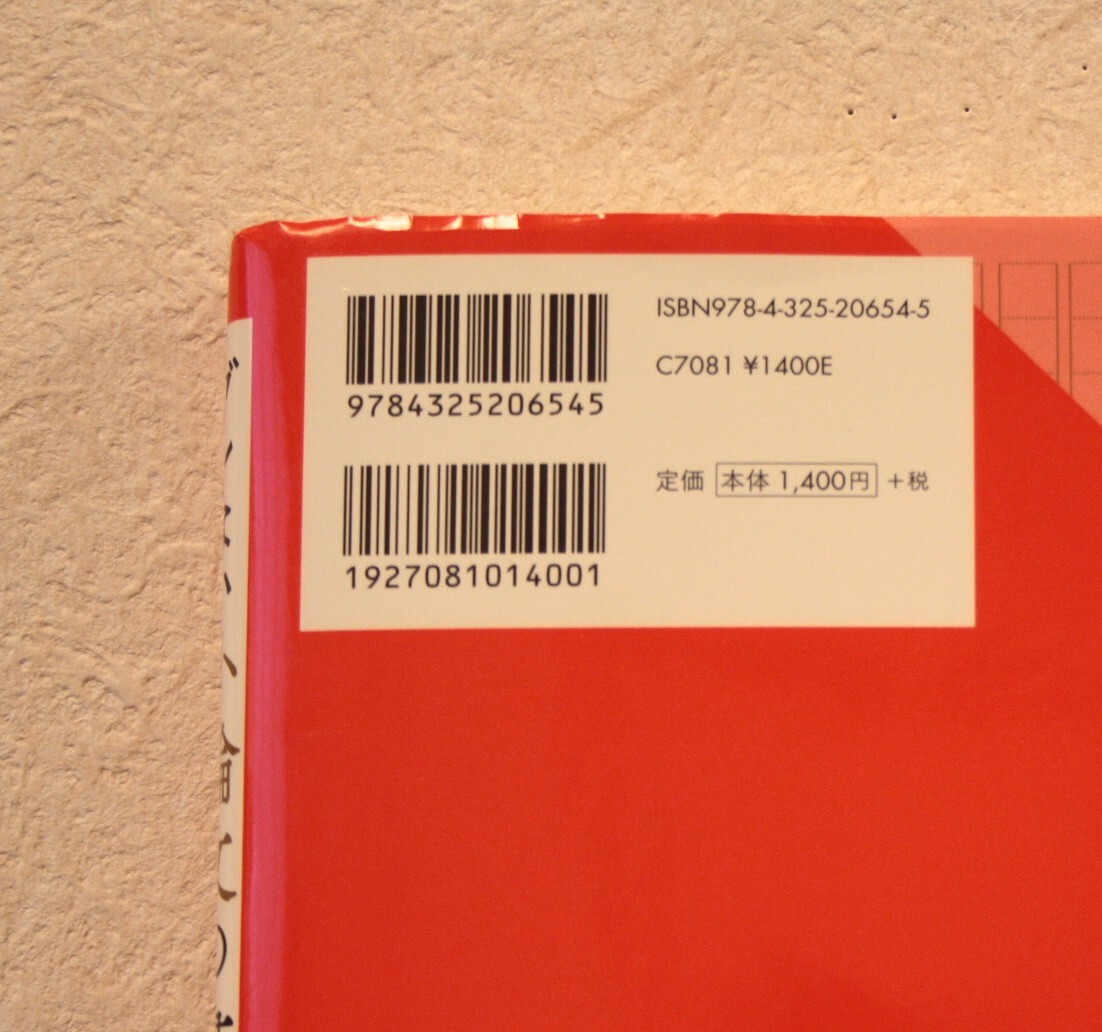 ISBN978-4-325-20654-5
C7081 ¥1400E
9784325206545
定価 本体 1,400円 +税
1927081014001